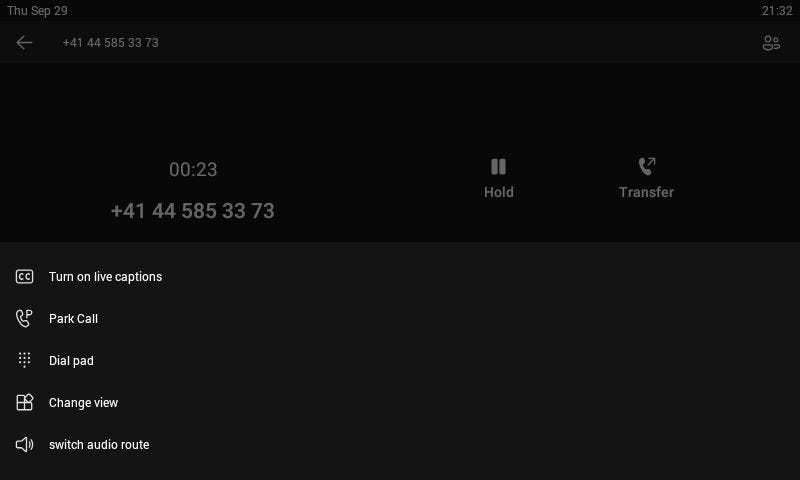 Thu Sep 29
21:32
+41 44 585 33 73
00:23
+41 44 585 33 73
Hold
Transfer
Turn on live captions
Park Call
Dial pad
Change view
switch audio route